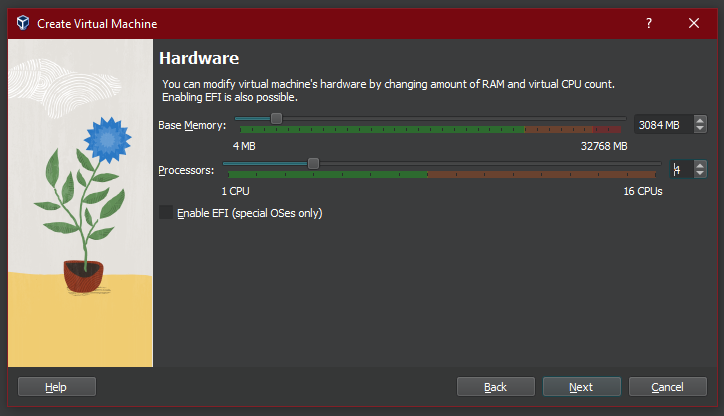 Create Virtual Machine
?
Hardware
You can modify virtual machine's hardware by changing amount of RAM and virtual CPU count.
Enabling EFI is also possible.
Base Memory:
3084 MB
4 MB
32768 MB
Processors:
4
1 CPU
16 CPUs
Enable EFI (special OSes only)
Help
Back
Next
Cancel